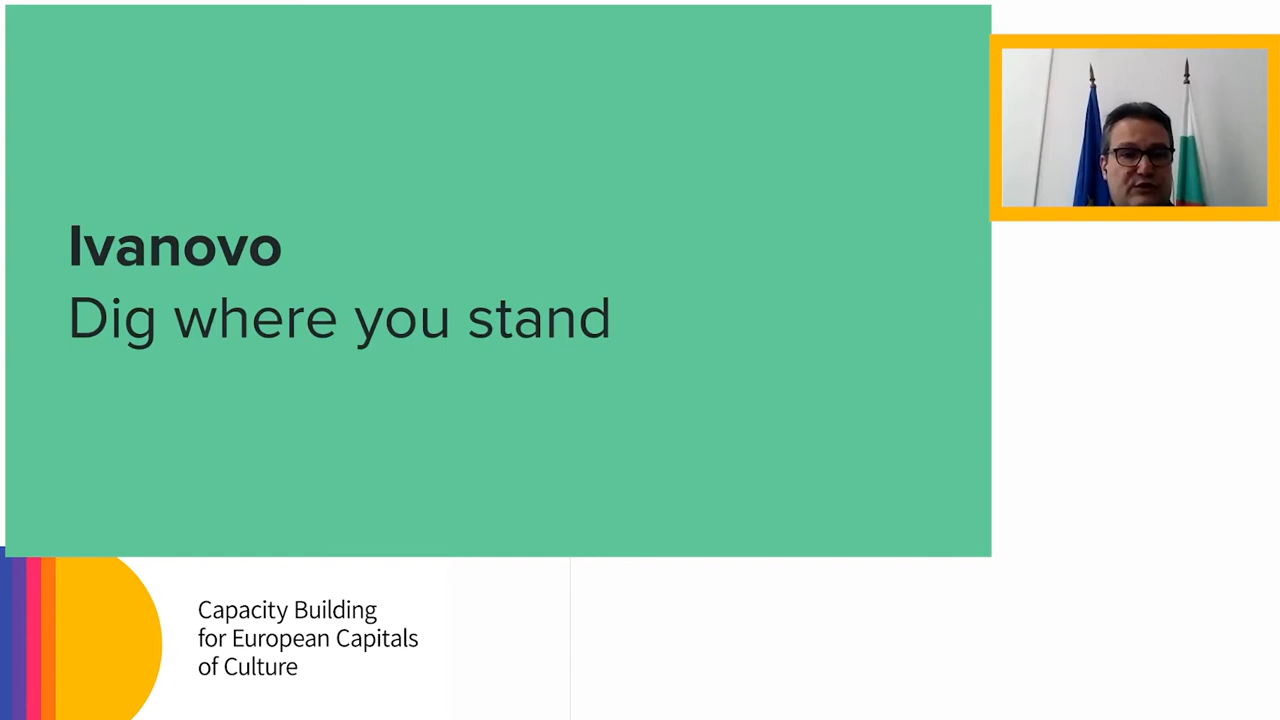 Ivanovo
Dig where you stand
Capacity Building
for European Capitals
of Culture